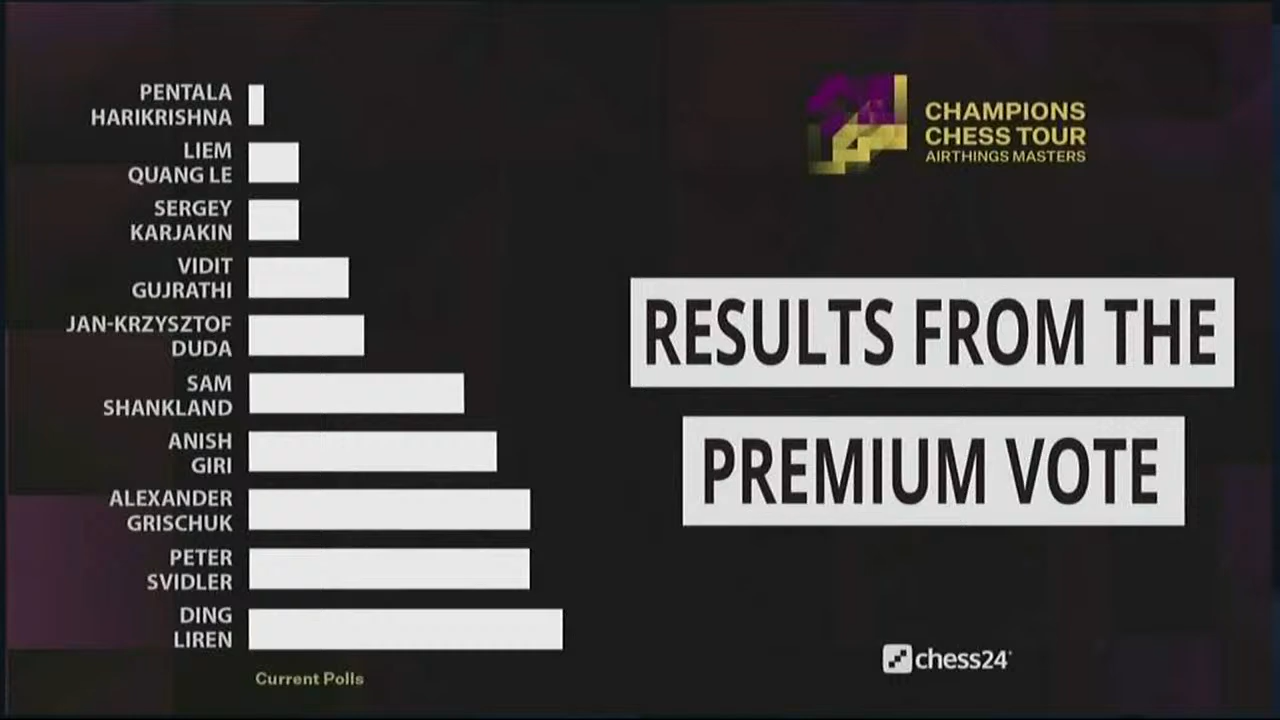 PENTALA
HARIKRISHNA
LIEM
QUANG LE
SERGEY
KARJAKIN
VIDIT
GUJRATHI
JAN-KRZYSZTOF
DUDA
SAM
SHANKLAND
ANISH
GIRI
ALEXANDER
GRISCHUK
PETER
SVIDLER
DING
LIREN
Current Polls
CHAMPIONS
CHESS TOUR
AIRTHINGS MASTERS
RESULTS FROM THE
PREMIUM VOTE
chess24